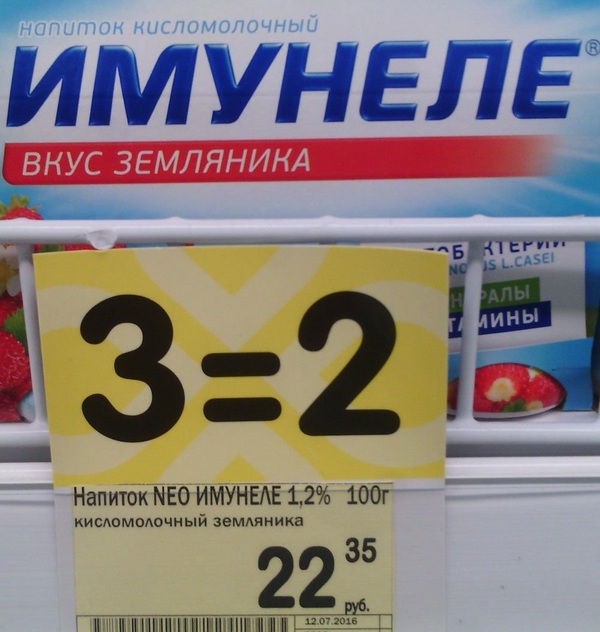 напиток кисломолочный
ИМУНЕЛЕ®
ВКУС ЗЕМЛЯНИКА
L.CASEI
3=2
Напиток NEO ИМУНЕЛЕ 1,2% 100г
кисломолочный земляника
22 35
руб.
12.07.2016